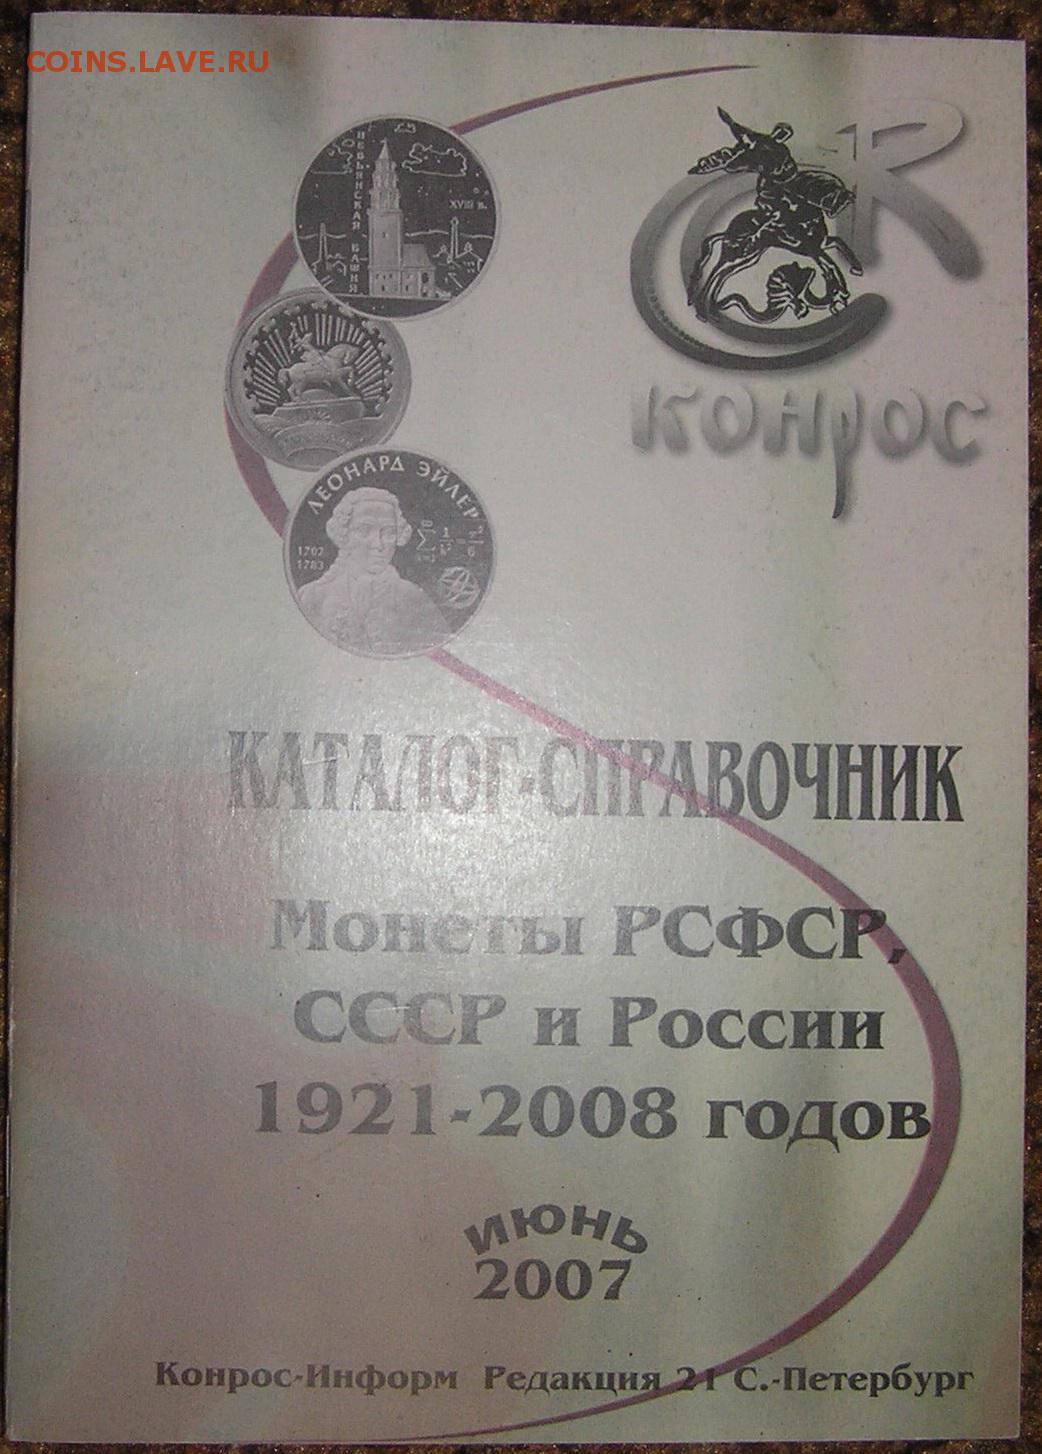 COINS.LAVE.RU
НЕВЬЯНСКАЯ БАШНЯ
XVIII в.
КОНРОС
ЛЕОНАРД ЭЙЛЕР
1707
1783
КАТАЛОГ-СПРАВОЧНИК
Монеты РСФСР,
СССР и России
1921-2008 годов
ИЮНЬ
2007
Конрос-Информ Редакция 21 С.-Петербург